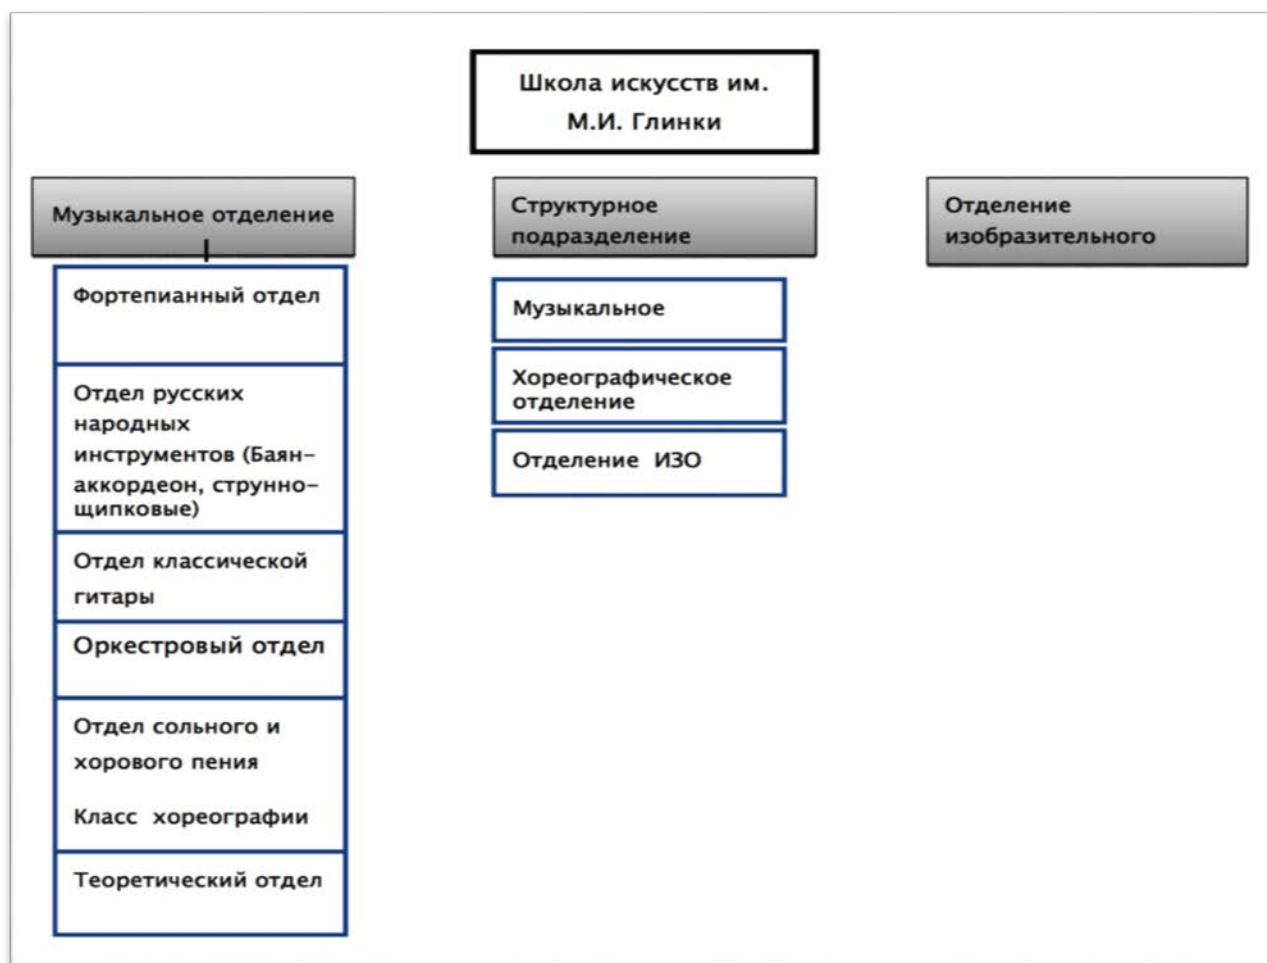 Школа искусств им.
М.И. Глинки
Музыкальное отделение
Фортепианный отдел
Отдел русских
народных
инструментов (Баян-
аккордеон, струнно-
щипковые)
Отдел классической
гитары
Оркестровый отдел
Отдел сольного и
хорового пения
Класс хореографии
Теоретический отдел
Структурное
подразделение
Музыкальное
Хореографическое
отделение
Отделение ИЗО
Отделение
изобразительного